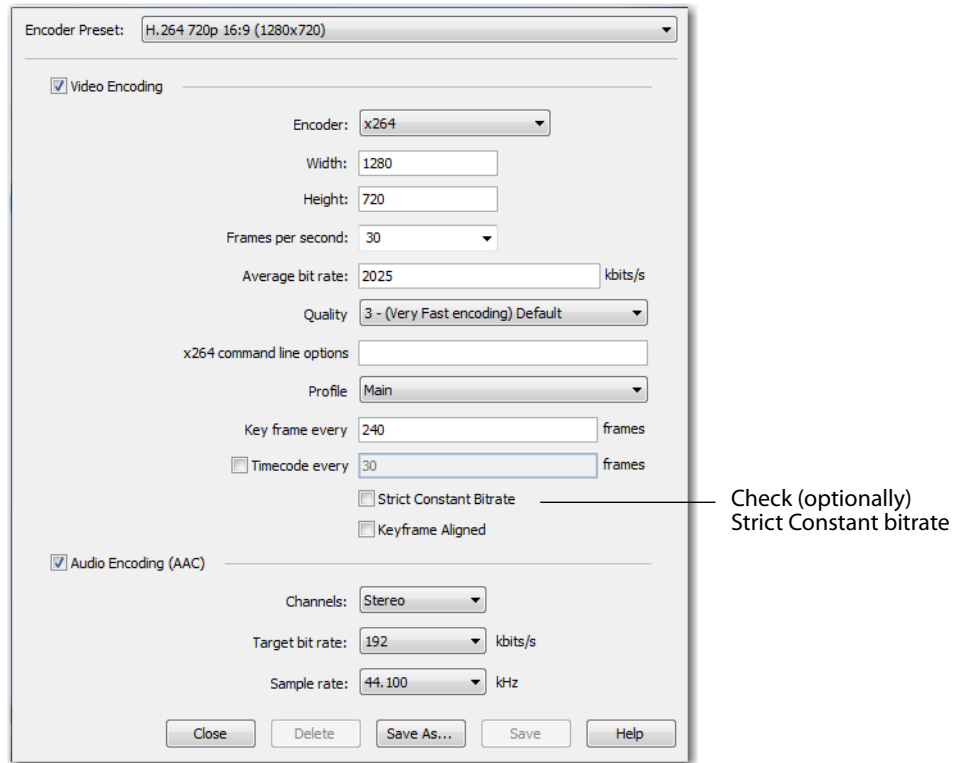 Encoder Preset: H.264 720p 16:9 (1280x720)
Video Encoding
Encoder: x264
Width: 1280
Height: 720
Frames per second: 30
Average bit rate: 2025 kbits/s
Quality 3 - (Very Fast encoding) Default
x264 command line options
Profile Main
Key frame every 240 frames
Timecode every 30 frames
Strict Constant Bitrate
Check (optionally)
Strict Constant bitrate
Keyframe Aligned
Audio Encoding (AAC)
Channels: Stereo
Target bit rate: 192 kbits/s
Sample rate: 44.100 kHz
Close Delete Save As... Save Help